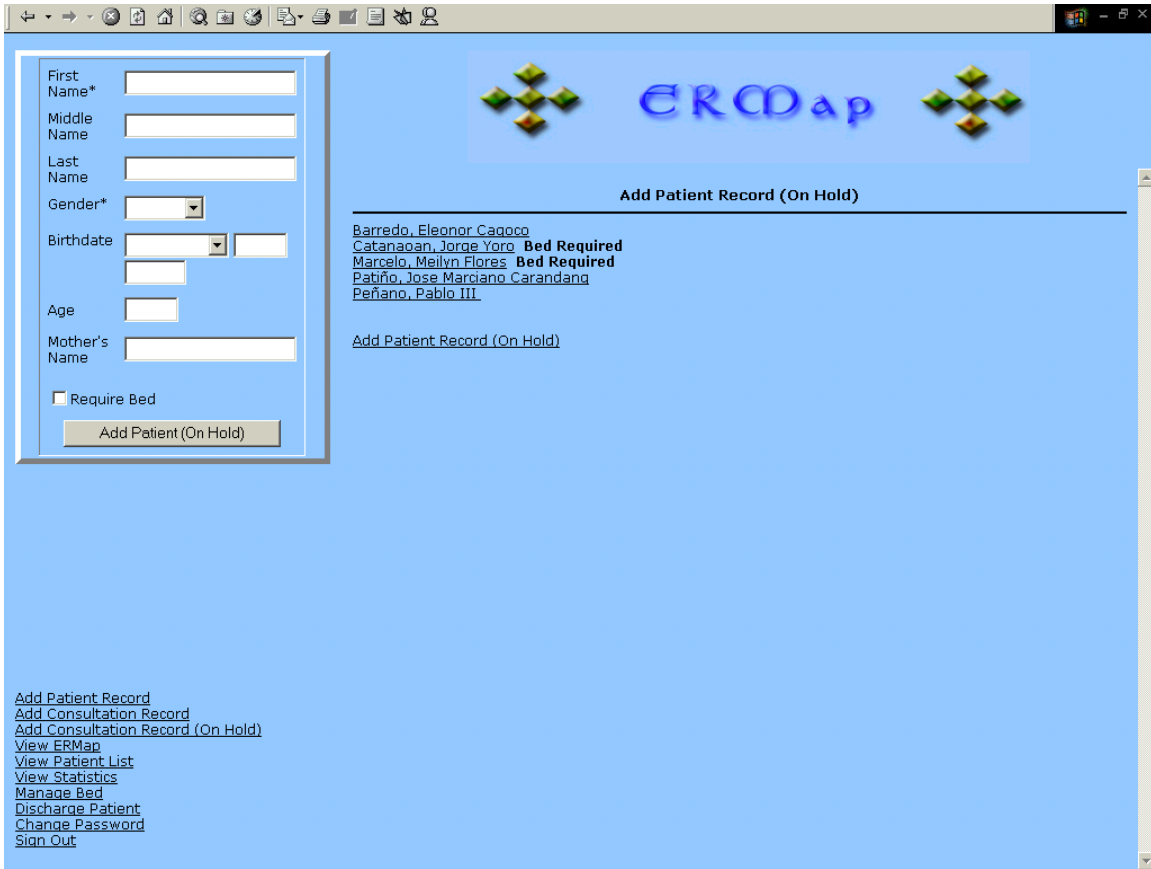 First
Name*
Middle
Name
Last
Name
Gender*
Birthdate
Age
Mother's
Name
Require Bed
Add Patient (On Hold)
ERMap
Add Patient Record (On Hold)
Barredo, Eleonor Cagoco
Catanaoan, Jorge Yoro Bed Required
Marcelo, Meilyn Flores Bed Required
Patiño, Jose Marciano Carandang
Peñano, Pablo III
Add Patient Record (On Hold)
Add Patient Record
Add Consultation Record
Add Consultation Record (On Hold)
View ERMap
View Patient List
View Statistics
Manage Bed
Discharge Patient
Change Password
Sign Out